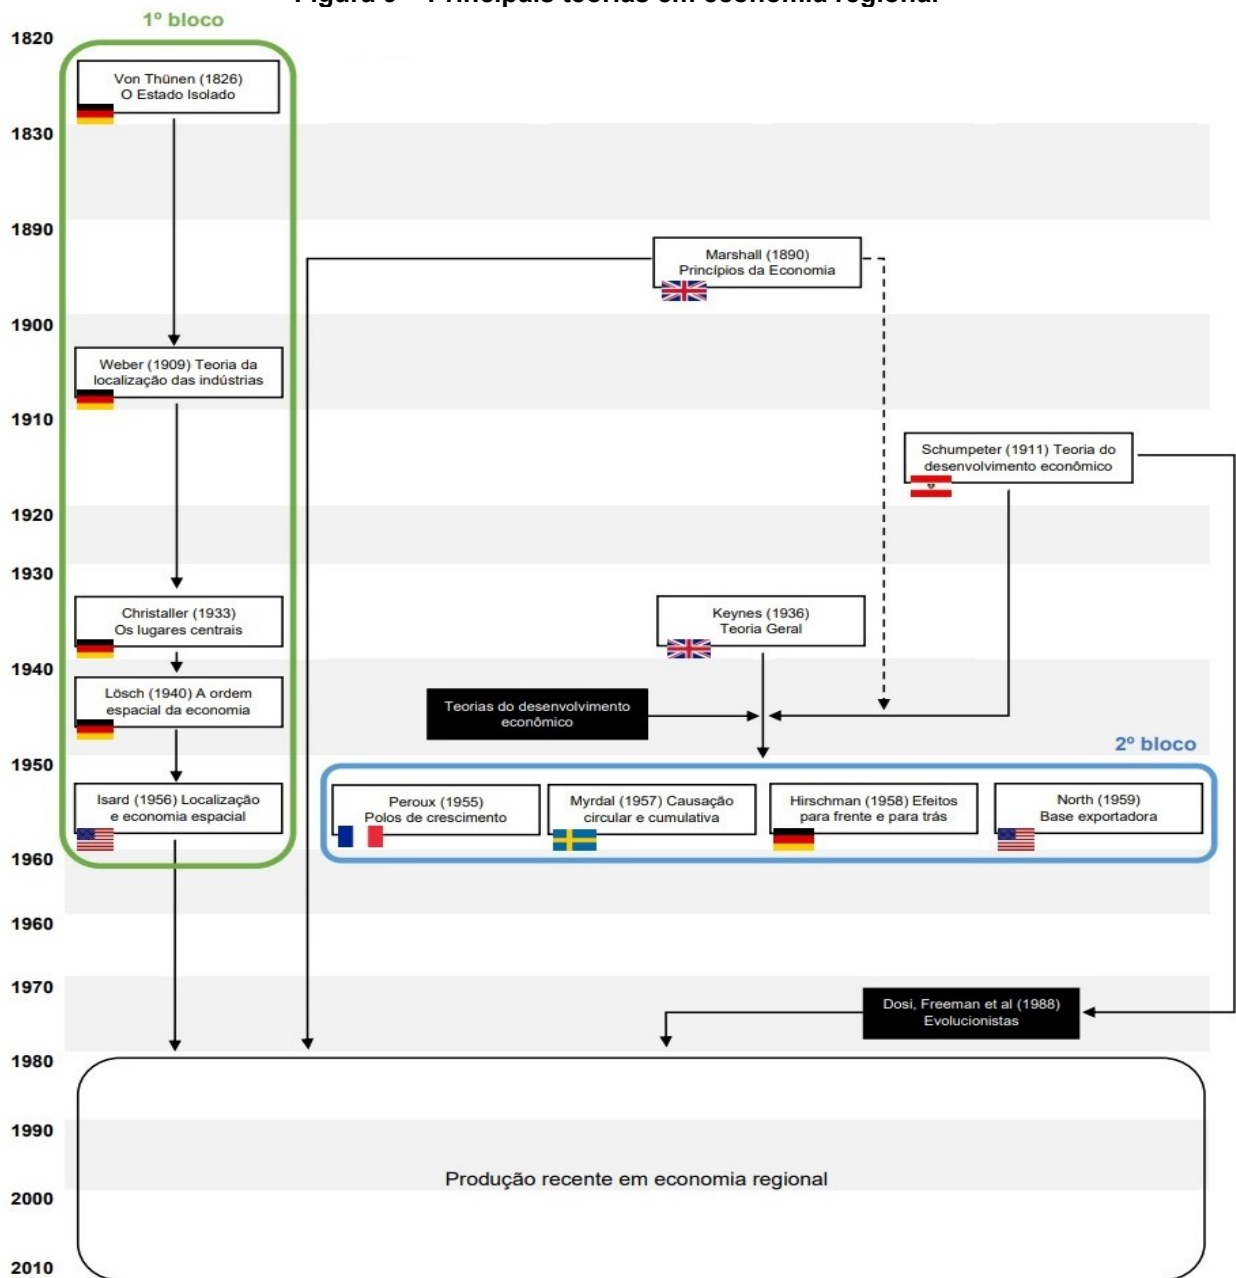 1º bloco
1820
Von Thünen (1826)
O Estado Isolado
1830
1890
Marshall (1890)
Princípios da Economia
1900
Weber (1909) Teoria da
localização das indústrias
1910
Schumpeter (1911) Teoria do
desenvolvimento econômico
1920
1930
Christaller (1933)
Os lugares centrais
Keynes (1936)
Teoria Geral
1940
Lösch (1940) A ordem
espacial da economia
Teorias do desenvolvimento
econômico
2º bloco
1950
Isard (1956) Localização
e economia espacial
Peroux (1955)
Polos de crescimento
Myrdal (1957) Causação
circular e cumulativa
Hirschman (1958) Efeitos
para frente e para trás
North (1959)
Base exportadora
1960
1960
1970
Dosi, Freeman et al (1988)
Evolucionistas
1980
1990
Produção recente em economia regional
2000
2010